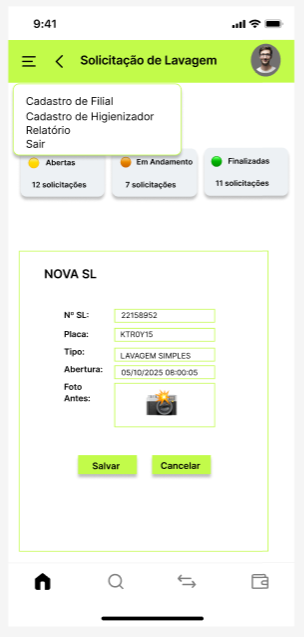 9:41
Solicitação de Lavagem
Cadastro de Filial
Cadastro de Higienizador
Relatório
Sair
Abertas
12 solicitações
Em Andamento
7 solicitações
Finalizadas
11 solicitações
NOVA SL
Nº SL: 22158952
Placa: KTR0Y15
Tipo: LAVAGEM SIMPLES
Abertura: 05/10/2025 08:00:05
Foto
Antes:
Salvar Cancelar